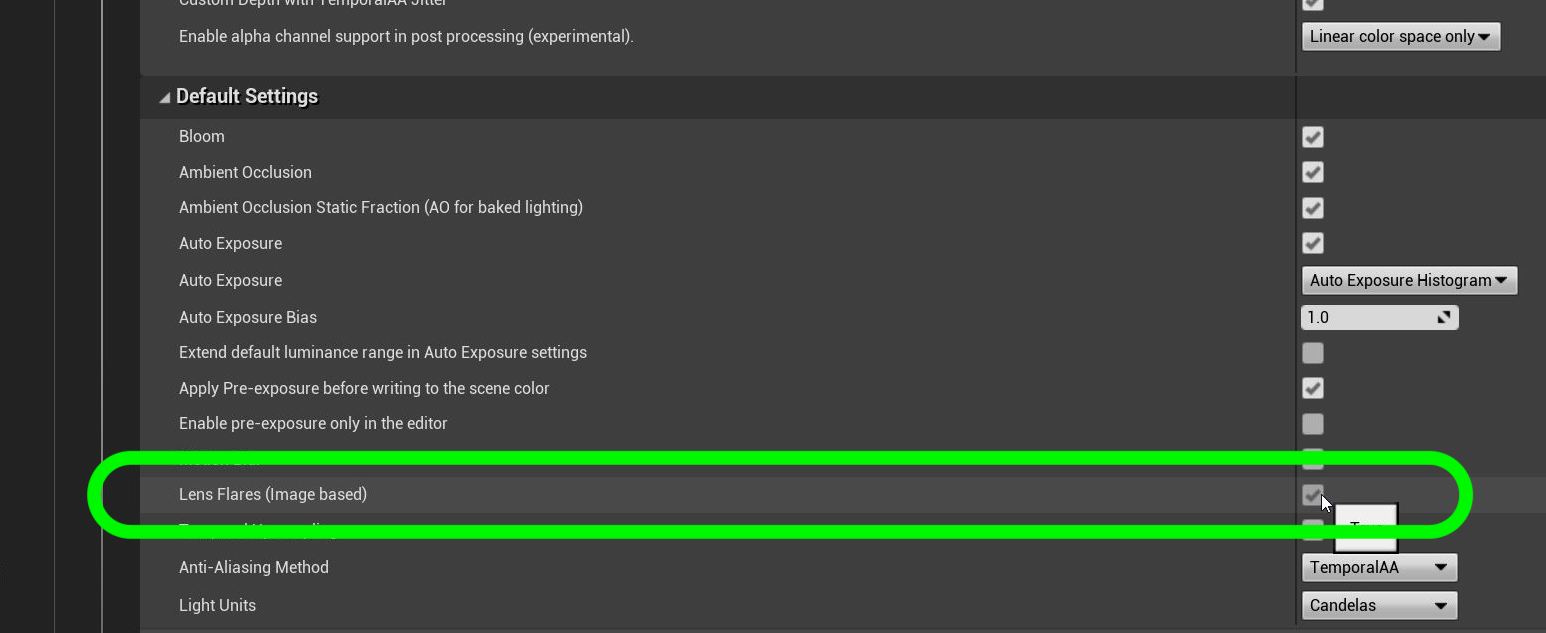 Custom Depth with TemporalAA Jitter
Enable alpha channel support in post processing (experimental).
Linear color space only
Default Settings
Bloom
Ambient Occlusion
Ambient Occlusion Static Fraction (AO for baked lighting)
Auto Exposure
Auto Exposure
Auto Exposure Histogram
Auto Exposure Bias
1.0
Extend default luminance range in Auto Exposure settings
Apply Pre-exposure before writing to the scene color
Enable pre-exposure only in the editor
Lens Flares (Image based)
Anti-Aliasing Method
TemporalAA
Light Units
Candelas